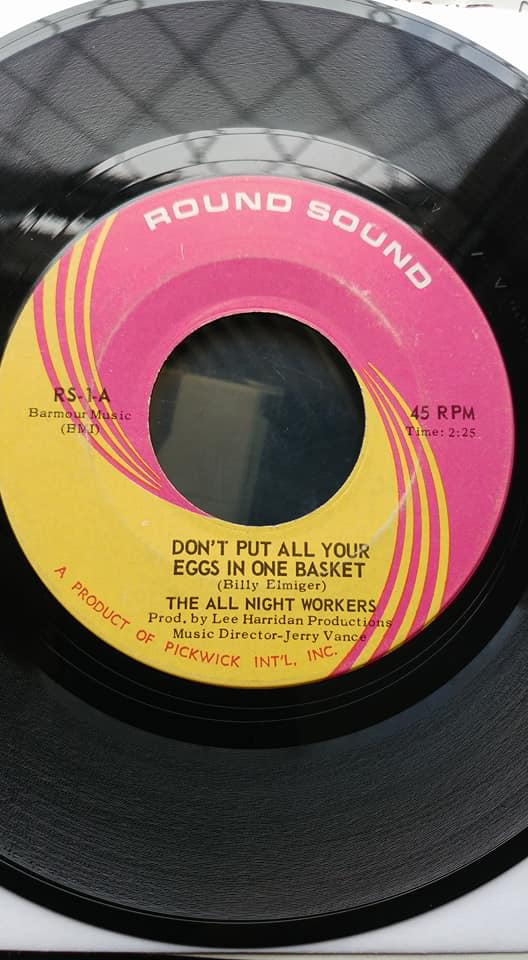 ROUND SOUND
RS-1-A
Barmour Music
(BMI)
45 RPM
Time: 2:25
DON'T PUT ALL YOUR
EGGS IN ONE BASKET
(Billy Elmiger)
THE ALL NIGHT WORKERS
Prod. by Lee Harridan Productions
Music Director-Jerry Vance
A PRODUCT OF PICKWICK INT'L, INC.